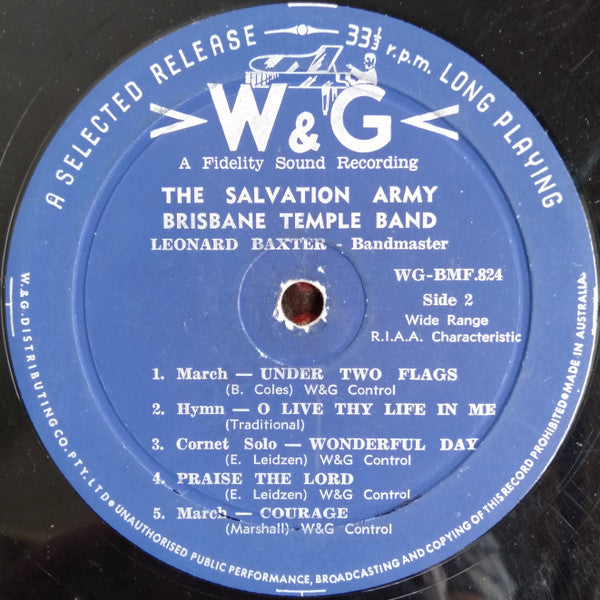 A SELECTED RELEASE 33⅓ r.p.m. LONG PLAYING
W&G
A Fidelity Sound Recording
THE SALVATION ARMY
BRISBANE TEMPLE BAND
LEONARD BAXTER - Bandmaster
WG-BMF.824
Side 2
Wide Range
R.I.A.A. Characteristic
1. March — UNDER TWO FLAGS
(B. Coles) W&G Control
2. Hymn — O LIVE THY LIFE IN ME
(Traditional)
3. Cornet Solo — WONDERFUL DAY
(E. Leidzen) W&G Control
4. PRAISE THE LORD
(E. Leidzen) W&G Control
5. March — COURAGE
(Marshall) W&G Control
W.&G. DISTRIBUTING CO. PTY. LTD • UNAUTHORISED PUBLIC PERFORMANCE, BROADCASTING AND COPYING OF THIS RECORD PROHIBITED • MADE IN AUSTRALIA